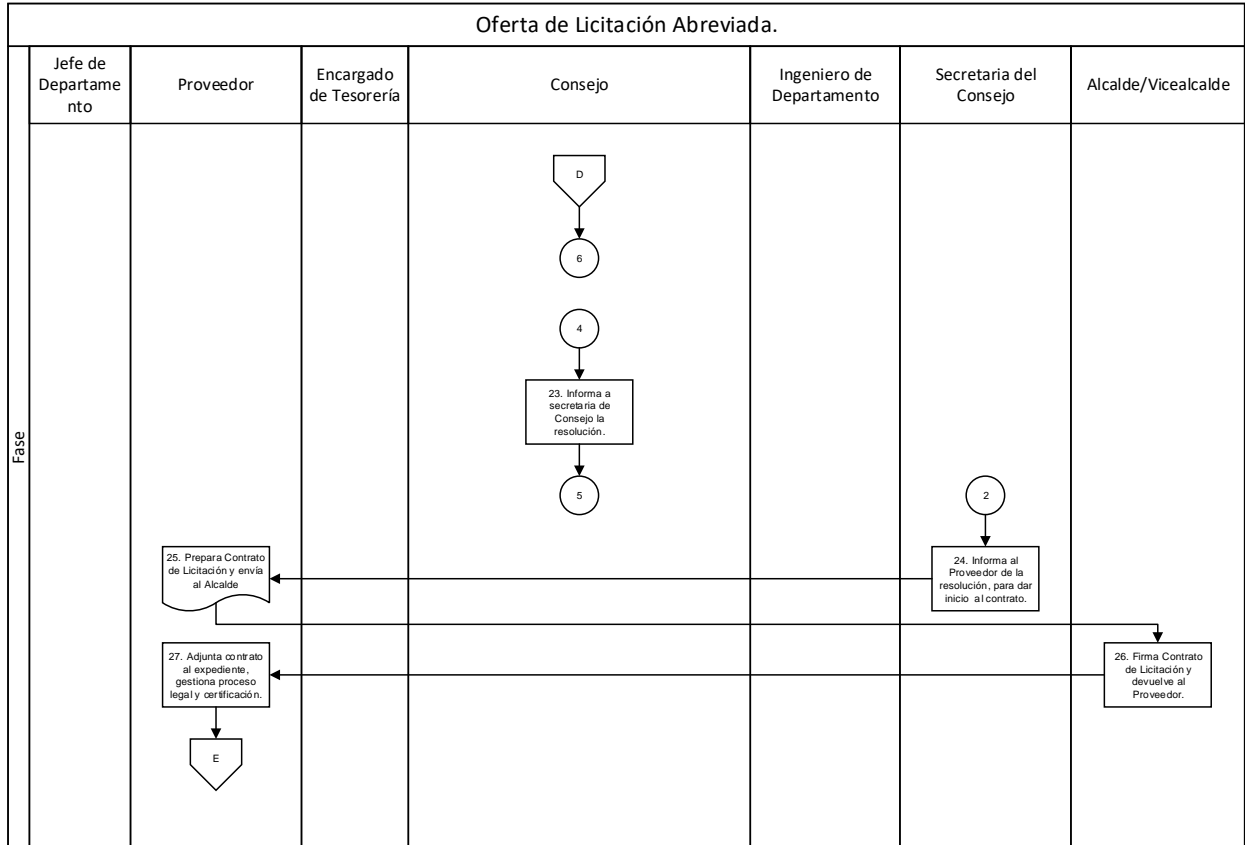 Oferta de Licitación Abreviada.
Fase
Jefe de
Departame
nto
Proveedor
Encargado
de Tesorería
Consejo
Ingeniero de
Departamento
Secretaria del
Consejo
Alcalde/Vicealcalde
D
6
4
23. Informa a
secretaria de
Consejo la
resolución.
5
2
25. Prepara Contrato
de Licitación y envía
al Alcalde
24. Informa al
Proveedor de la
resolución, para dar
inicio al contrato.
27. Adjunta contrato
al expediente,
gestiona proceso
legal y certificación.
26. Firma Contrato
de Licitación y
devuelve al
Proveedor.
E